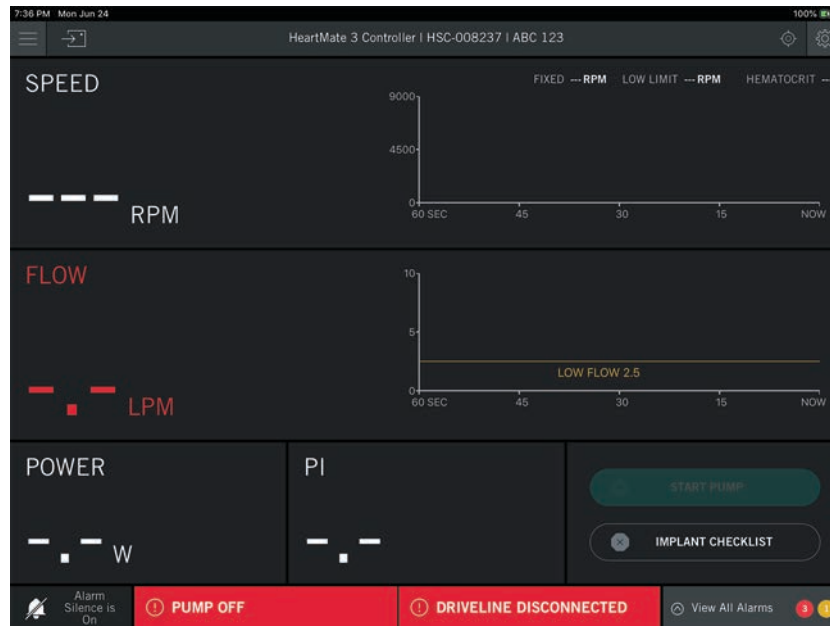 7:36 PM Mon Jun 24 100%
HeartMate 3 Controller | HSC-008237 | ABC 123
SPEED
FIXED --- RPM LOW LIMIT --- RPM HEMATOCRIT --
9000
4500
0
60 SEC 45 30 15 NOW
--- RPM
FLOW
10
5
LOW FLOW 2.5
0
60 SEC 45 30 15 NOW
-.- LPM
POWER
-.- W
PI
-.-
START PUMP
IMPLANT CHECKLIST
Alarm
Silence is
On
PUMP OFF
DRIVELINE DISCONNECTED
View All Alarms 3 1